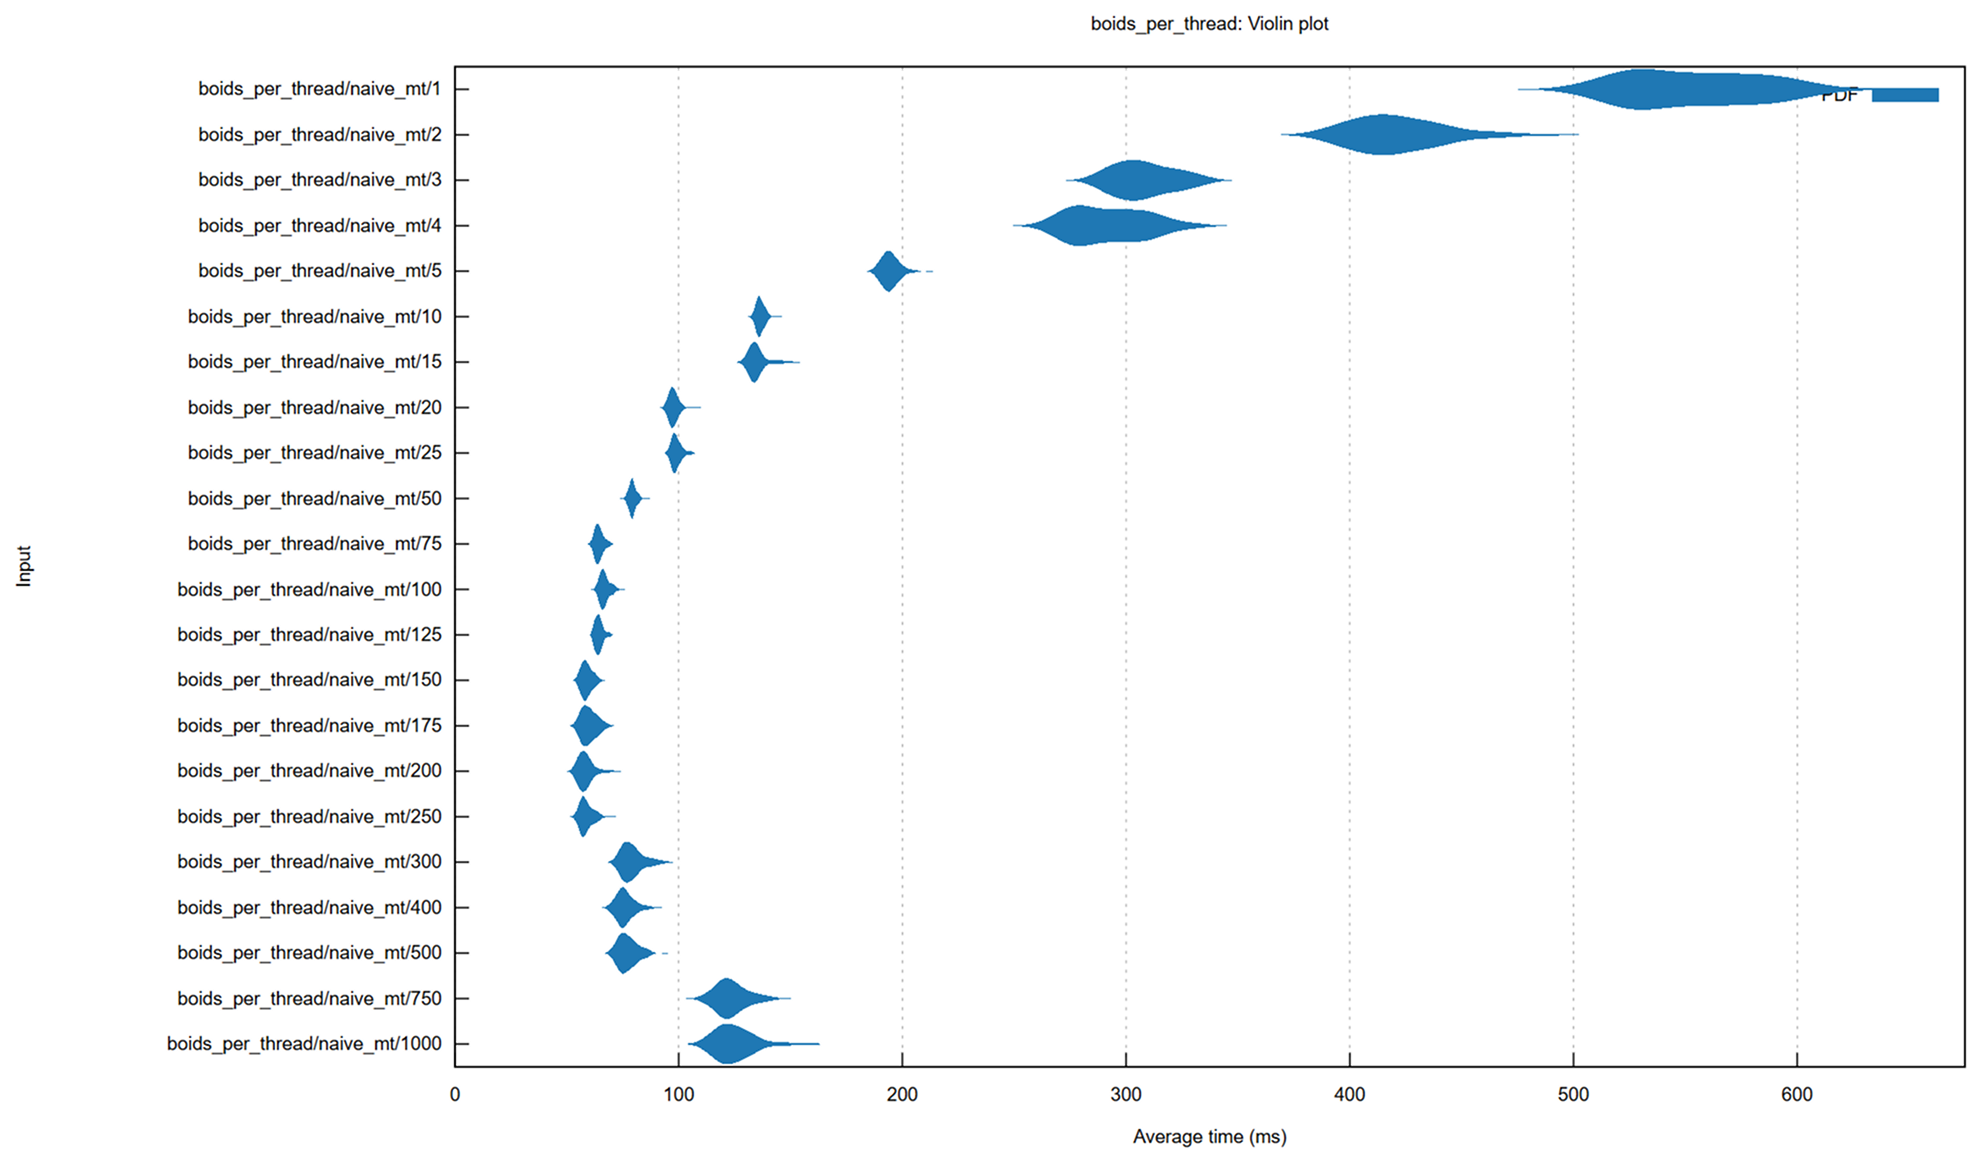 boids_per_thread: Violin plot
boids_per_thread/naive_mt/1
PDF
boids_per_thread/naive_mt/2
boids_per_thread/naive_mt/3
boids_per_thread/naive_mt/4
boids_per_thread/naive_mt/5
boids_per_thread/naive_mt/10
boids_per_thread/naive_mt/15
boids_per_thread/naive_mt/20
boids_per_thread/naive_mt/25
boids_per_thread/naive_mt/50
boids_per_thread/naive_mt/75
boids_per_thread/naive_mt/100
boids_per_thread/naive_mt/125
boids_per_thread/naive_mt/150
boids_per_thread/naive_mt/175
boids_per_thread/naive_mt/200
boids_per_thread/naive_mt/250
boids_per_thread/naive_mt/300
boids_per_thread/naive_mt/400
boids_per_thread/naive_mt/500
boids_per_thread/naive_mt/750
boids_per_thread/naive_mt/1000
Input
0 100 200 300 400 500 600
Average time (ms)